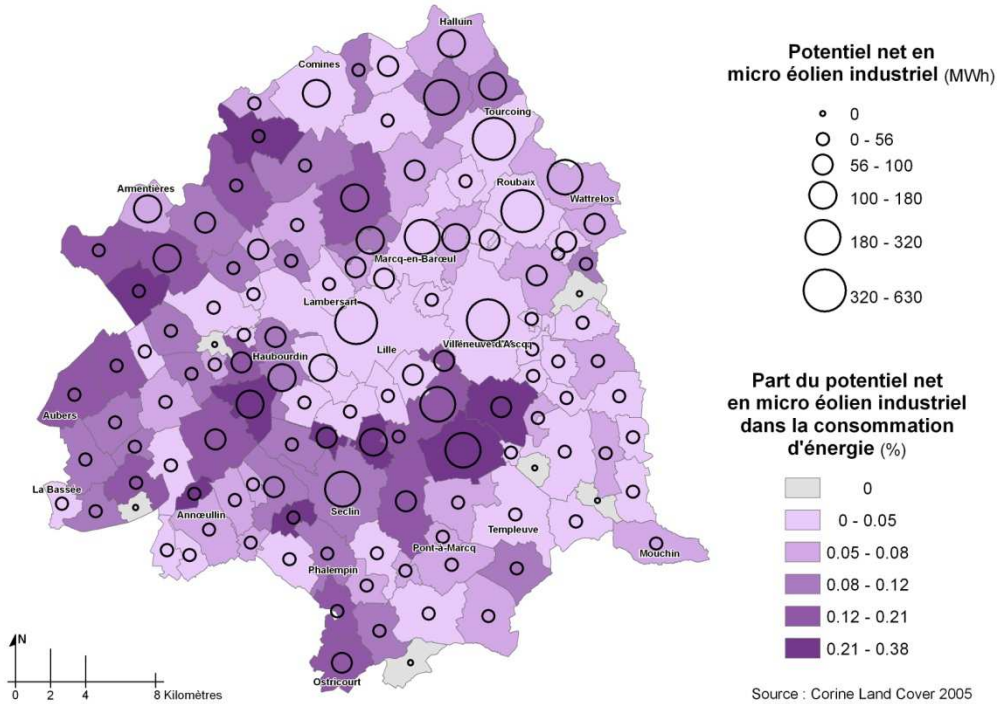 Halluin
Comines
Tourcoing
Roubaix
Armentières
Wattrelos
Marcq-en-Barœul
Lambersart
Lille
Villeneuve-d'Ascq
Haubourdin
Aubers
La Bassée
Annœullin
Seclin
Templeuve
Pont-à-Marcq
Mouchin
Phalempin
Ostricourt
N
0 2 4 8 Kilomètres
Potentiel net en
micro éolien industriel (MWh)
0
0 - 56
56 - 100
100 - 180
180 - 320
320 - 630
Part du potentiel net
en micro éolien industriel
dans la consommation
d'énergie (%)
0
0 - 0.05
0.05 - 0.08
0.08 - 0.12
0.12 - 0.21
0.21 - 0.38
Source : Corine Land Cover 2005